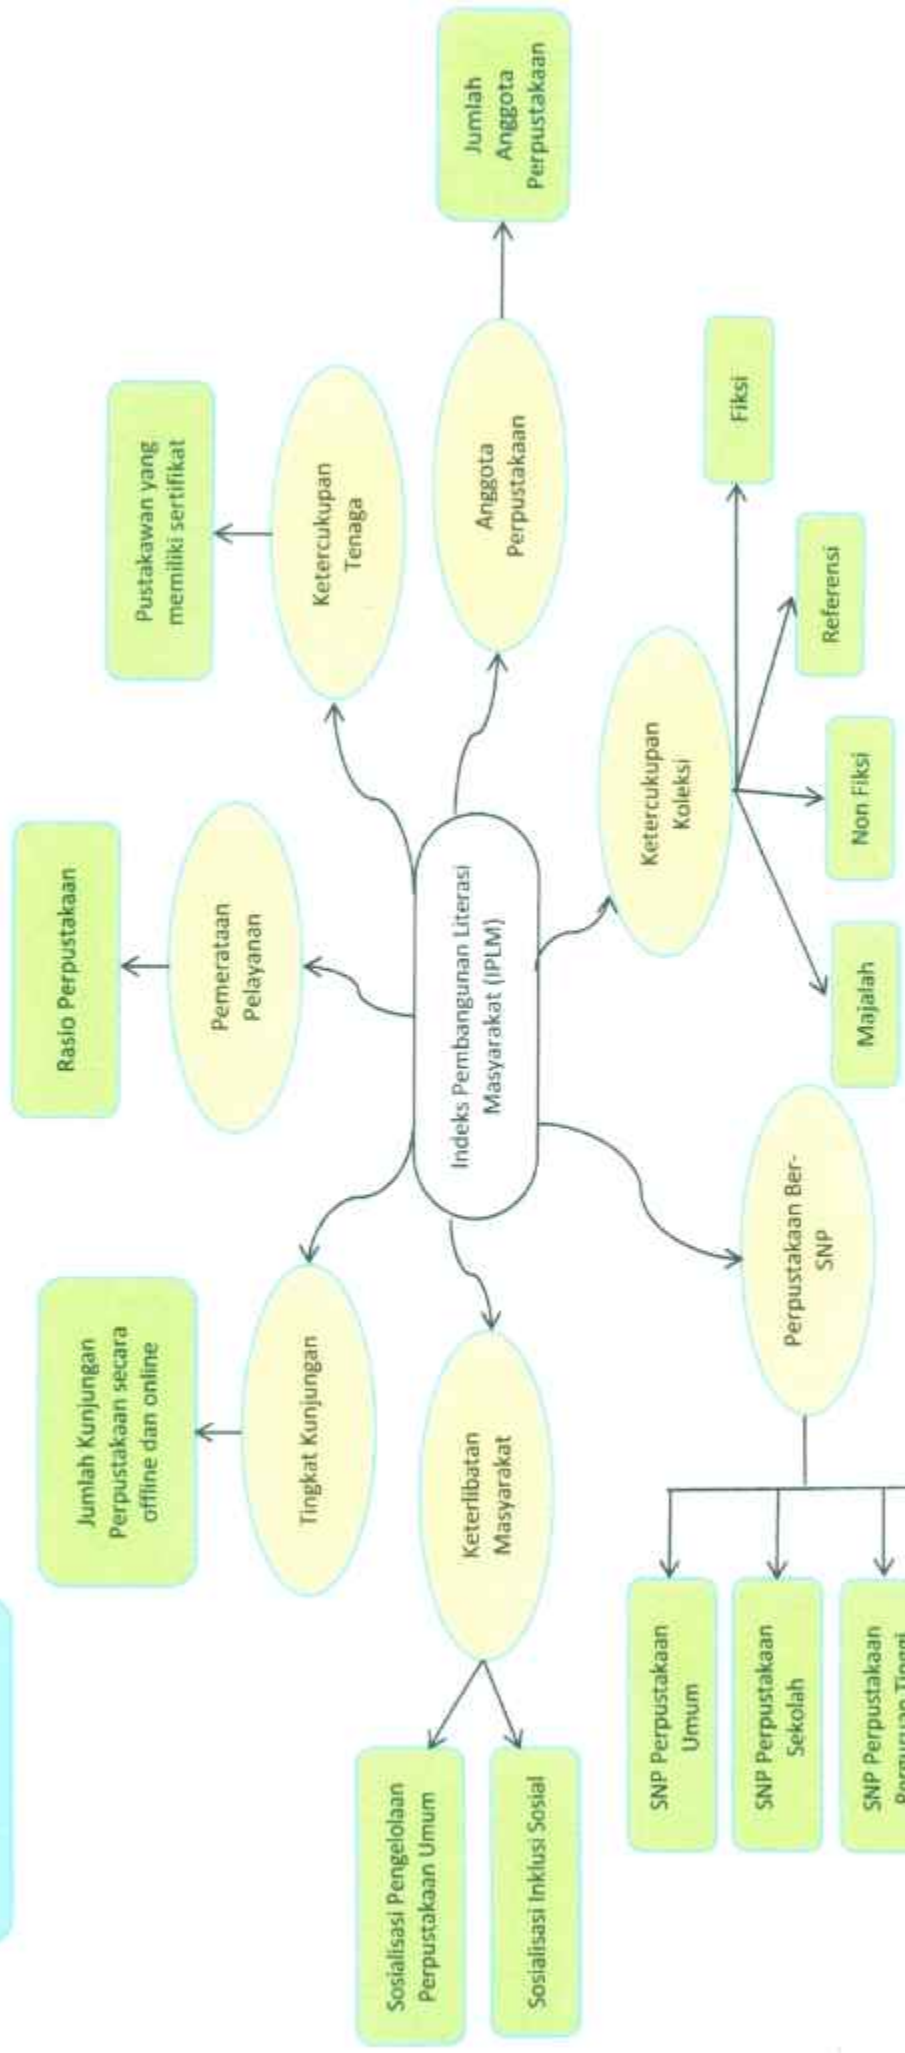 Jumlah Kunjungan
Perpustakaan secara
offline dan online
Rasio Perpustakaan
Pustakawan yang
memiliki sertifikat
Tingkat Kunjungan
Pemerataan
Pelayanan
Ketercukupan
Tenaga
Sosialisasi Pengelolaan
Perpustakaan Umum
Sosialisasi Inklusi Sosial
Keterlibatan
Masyarakat
Indeks Pembangunan Literasi
Masyarakat (IPLM)
Anggota
Perpustakaan
Jumlah
Anggota
Perpustakaan
SNP Perpustakaan
Umum
SNP Perpustakaan
Sekolah
SNP Perpustakaan
Perguruan Tinggi
Perpustakaan Ber-
SNP
Ketercukupan
Koleksi
Majalah
Non Fiksi
Referensi
Fiksi